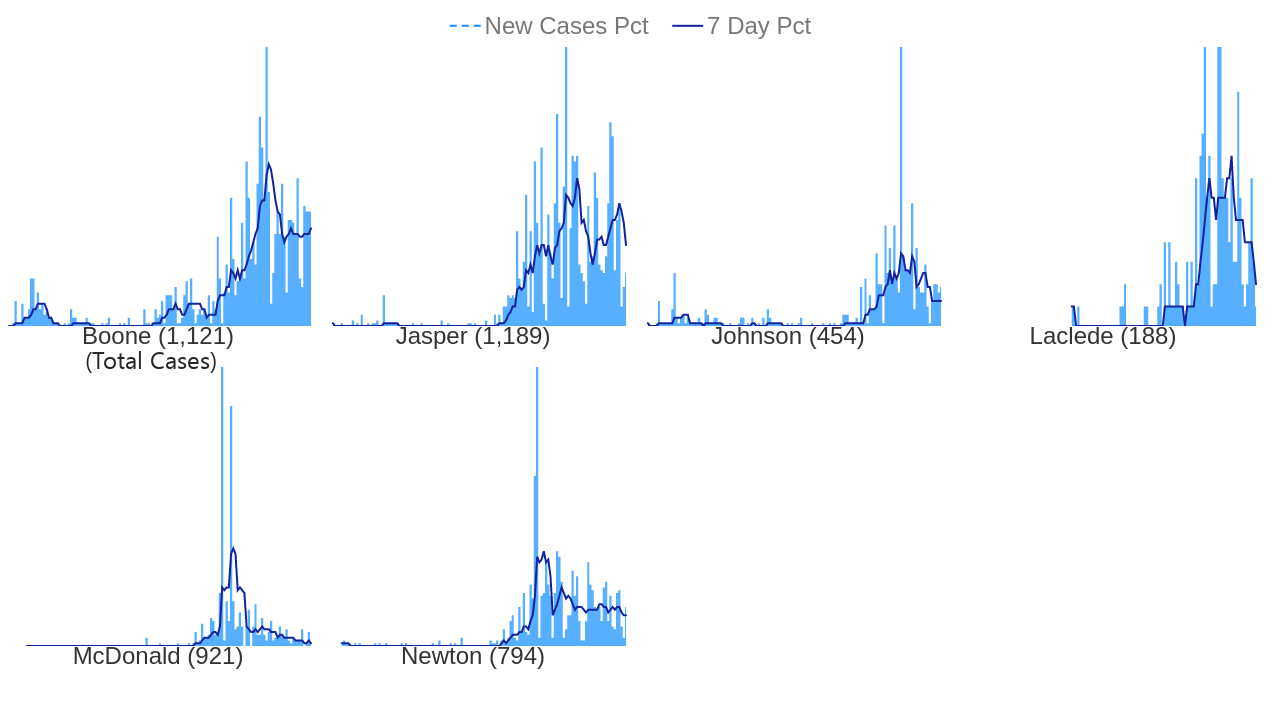 New Cases Pct
7 Day Pct
Boone (1,121)
(Total Cases)
Jasper (1,189)
Johnson (454)
Laclede (188)
McDonald (921)
Newton (794)